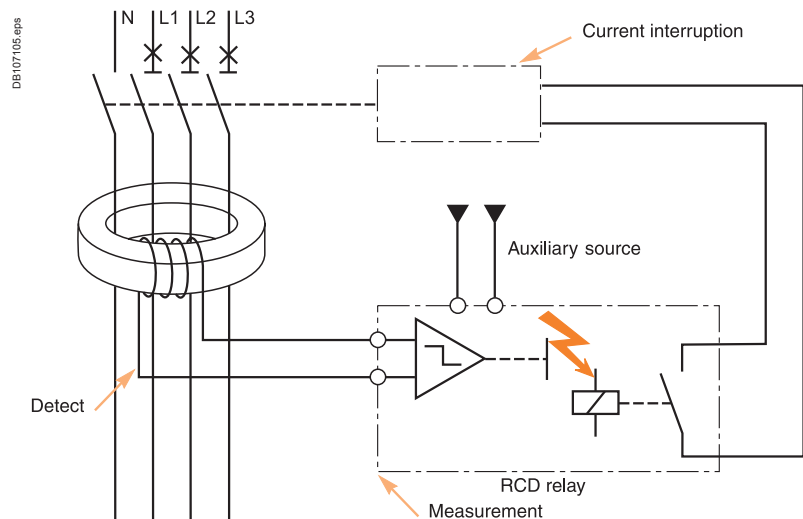 DB107105.eps
N L1 L2 L3
Current interruption
Auxiliary source
Detect
RCD relay
Measurement